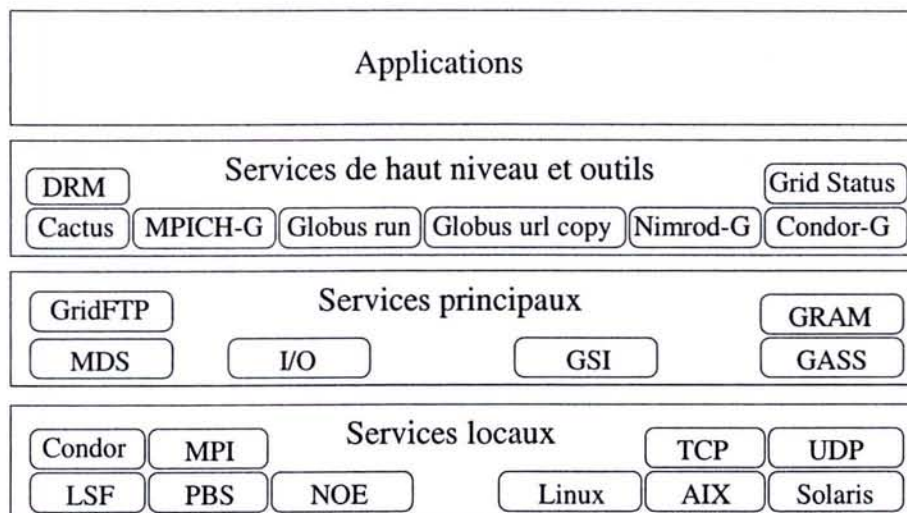 Applications
Services de haut niveau et outils
DRM
Grid Status
Cactus
MPICH-G
Globus run
Globus url copy
Nimrod-G
Condor-G
Services principaux
GridFTP
GRAM
MDS
I/O
GSI
GASS
Services locaux
Condor
MPI
TCP
UDP
LSF
PBS
NOE
Linux
AIX
Solaris